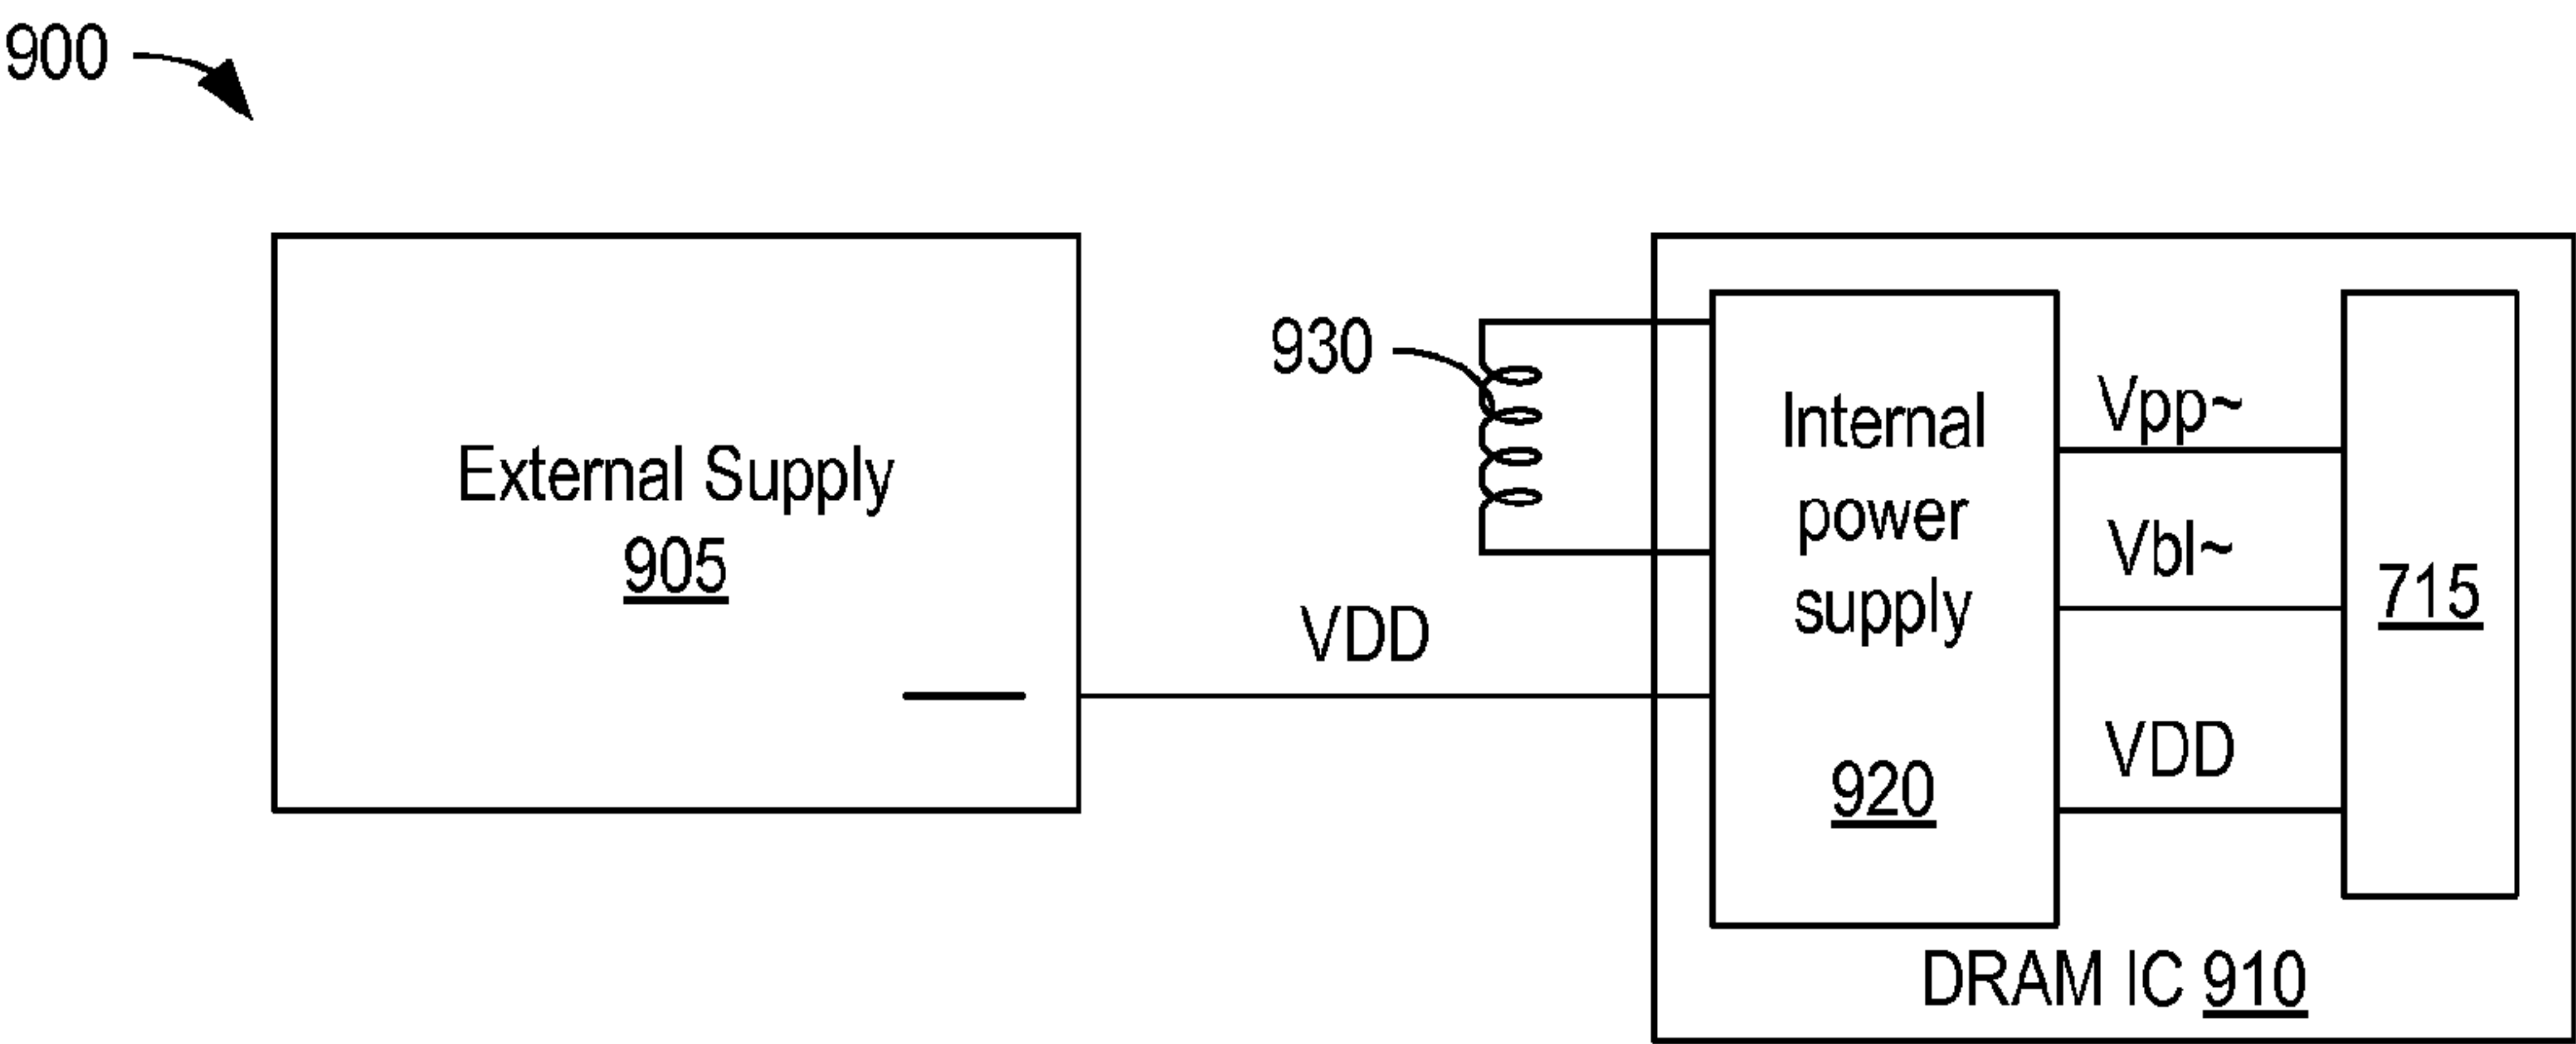 900
External Supply
905
930
VDD
Internal
power
supply
920
Vpp~
Vbl~
VDD
715
DRAM IC 910